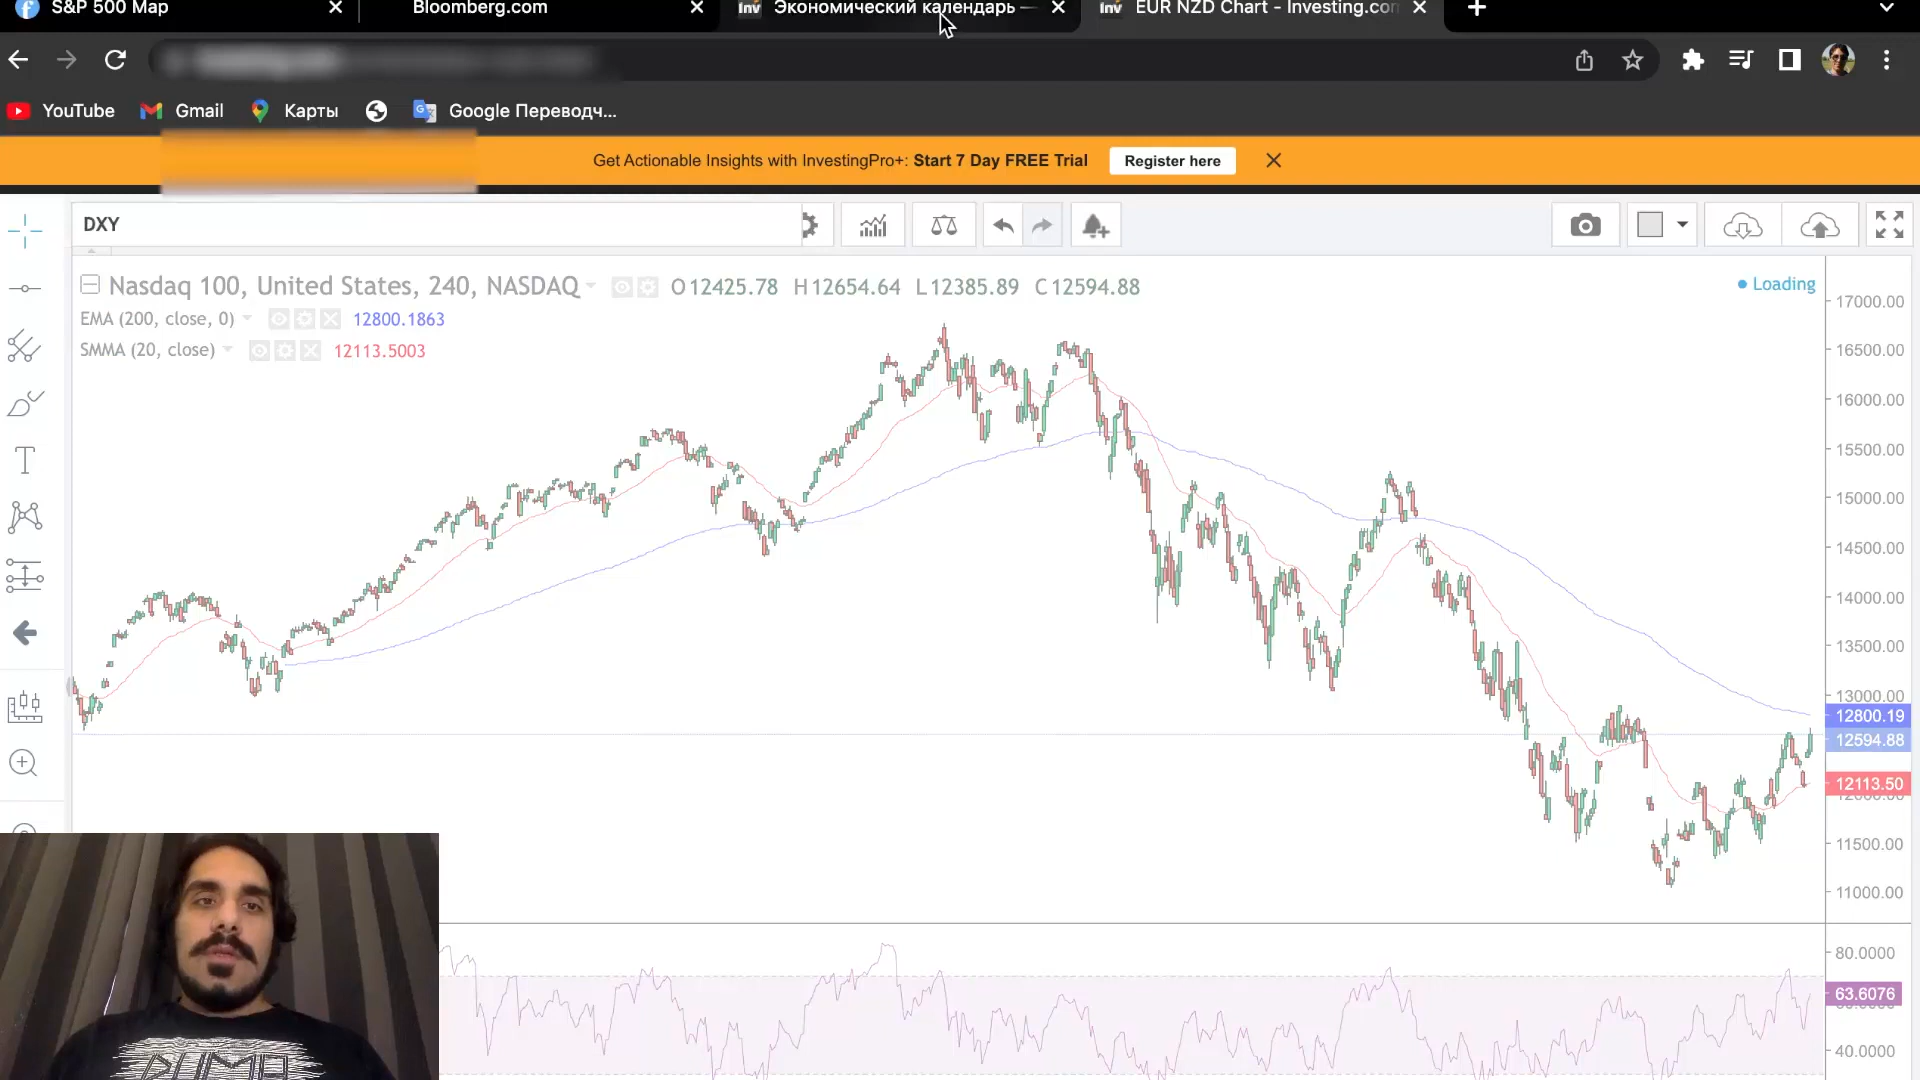 S&P 500 Map
Bloomberg.com
Inv Экономический календарь —
Inv EUR NZD Chart - Investing.com
YouTube
Gmail
Карты
Google Переводч...
Get Actionable Insights with InvestingPro+: Start 7 Day FREE Trial
Register here
DXY
Nasdaq 100, United States, 240, NASDAQ
O 12425.78 H 12654.64 L 12385.89 C 12594.88
Loading
EMA (200, close, 0) 12800.1863
SMMA (20, close) 12113.5003
17000.00
16500.00
16000.00
15500.00
15000.00
14500.00
14000.00
13500.00
13000.00
12800.19
12594.88
12113.50
11500.00
11000.00
80.0000
63.6076
40.0000